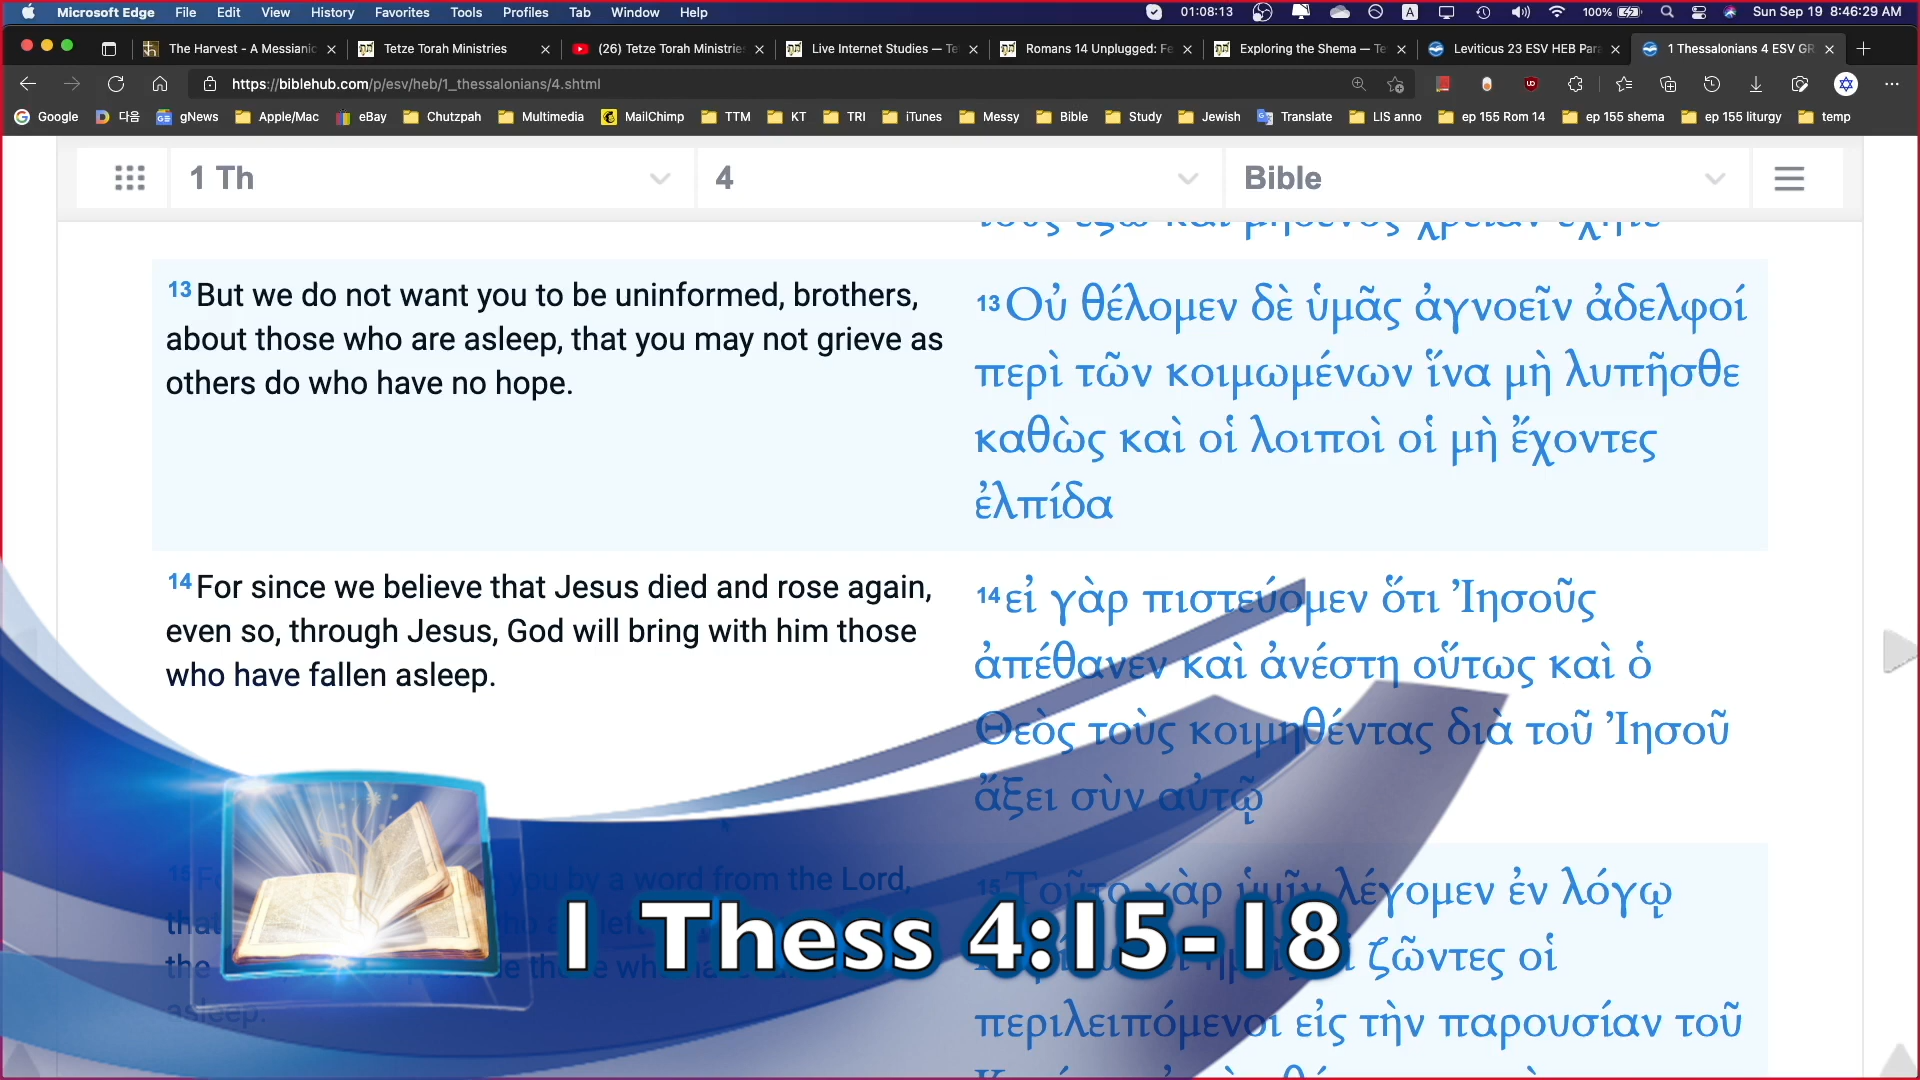 Microsoft Edge File Edit View History Favorites Tools Profiles Tab Window Help 01:08:13 A 100% Sun Sep 19 8:46:29 AM
The Harvest - A Messianic
Tetze Torah Ministries
(26) Tetze Torah Ministries
Live Internet Studies — Te
Romans 14 Unplugged: Fe
Exploring the Shema — Te
Leviticus 23 ESV HEB Para
1 Thessalonians 4 ESV GR
https://biblehub.com/p/esv/heb/1_thessalonians/4.shtml
Google 다음 gNews Apple/Mac eBay Chutzpah Multimedia MailChimp TTM KT TRI iTunes Messy Bible Study Jewish Translate LIS anno ep 155 Rom 14 ep 155 shema ep 155 liturgy temp
1 Th 4 Bible
13 But we do not want you to be uninformed, brothers,
about those who are asleep, that you may not grieve as
others do who have no hope.
13 Οὐ θέλομεν δὲ ὑμᾶς ἀγνοεῖν ἀδελφοί
περὶ τῶν κοιμωμένων ἵνα μὴ λυπῆσθε
καθὼς καὶ οἱ λοιποὶ οἱ μὴ ἔχοντες
ἐλπίδα
14 For since we believe that Jesus died and rose again,
even so, through Jesus, God will bring with him those
who have fallen asleep.
14 εἰ γὰρ πιστεύομεν ὅτι Ἰησοῦς
ἀπέθανεν καὶ ἀνέστη οὕτως καὶ ὁ
Θεὸς τοὺς κοιμηθέντας διὰ τοῦ Ἰησοῦ
ἄξει σὺν αὐτῷ
15 you by a word from the Lord,
that
the
asleep.
15 Τοῦτο γὰρ ὑμῖν λέγομεν ἐν λόγῳ
ζῶντες οἱ
περιλειπόμενοι εἰς τὴν παρουσίαν τοῦ
1 Thess 4:15-18